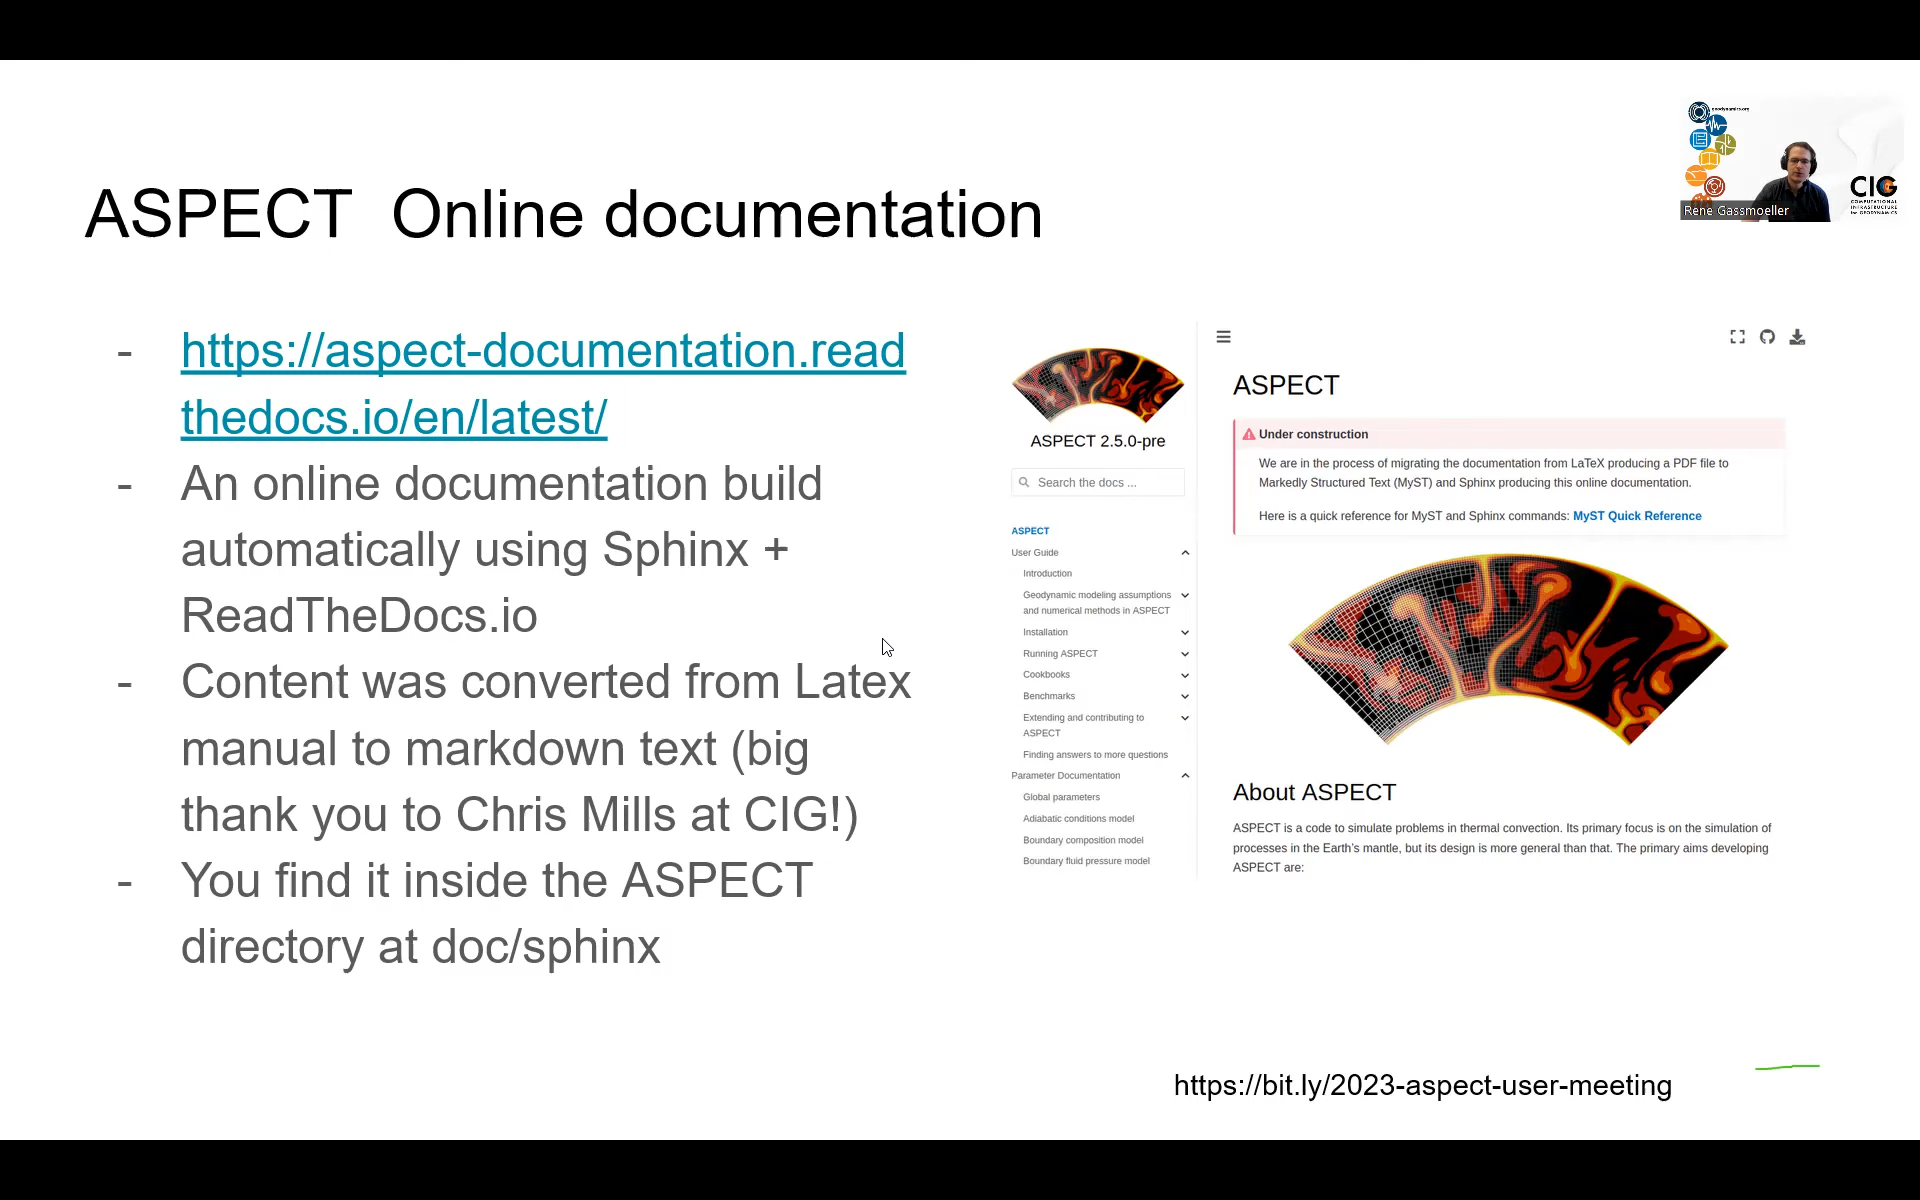 geodynamics.org
CIG
COMPUTATIONAL
INFRASTRUCTURE
for GEODYNAMICS
Rene Gassmoeller
ASPECT  Online documentation
- https://aspect-documentation.read
thedocs.io/en/latest/
- An online documentation build
automatically using Sphinx +
ReadTheDocs.io
- Content was converted from Latex
manual to markdown text (big
thank you to Chris Mills at CIG!)
- You find it inside the ASPECT
directory at doc/sphinx
ASPECT 2.5.0-pre
Search the docs ...
ASPECT
User Guide
Introduction
Geodynamic modeling assumptions
and numerical methods in ASPECT
Installation
Running ASPECT
Cookbooks
Benchmarks
Extending and contributing to
ASPECT
Finding answers to more questions
Parameter Documentation
Global parameters
Adiabatic conditions model
Boundary composition model
Boundary fluid pressure model
ASPECT
Under construction
We are in the process of migrating the documentation from LaTeX producing a PDF file to
Markedly Structured Text (MyST) and Sphinx producing this online documentation.
Here is a quick reference for MyST and Sphinx commands: MyST Quick Reference
About ASPECT
ASPECT is a code to simulate problems in thermal convection. Its primary focus is on the simulation of
processes in the Earth's mantle, but its design is more general than that. The primary aims developing
ASPECT are:
https://bit.ly/2023-aspect-user-meeting